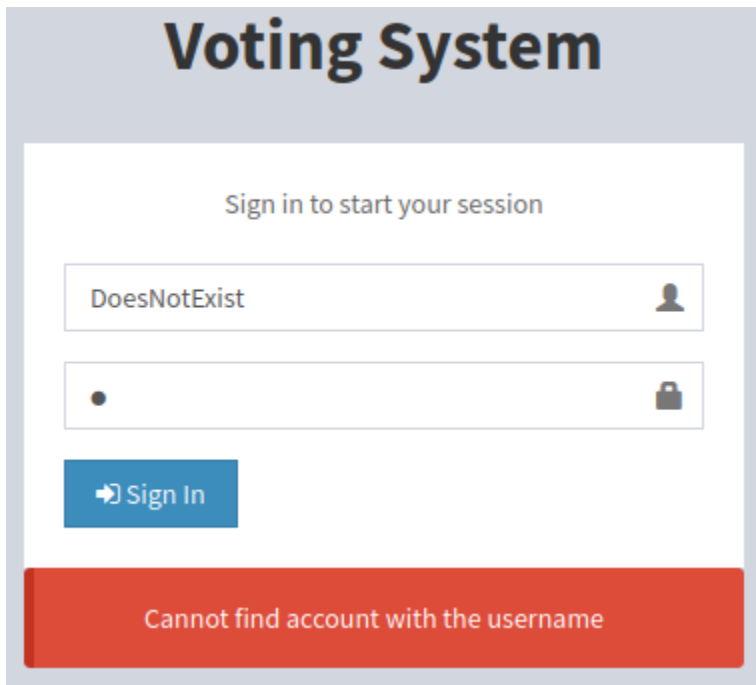 Voting System
Sign in to start your session
DoesNotExist
●
Sign In
Cannot find account with the username